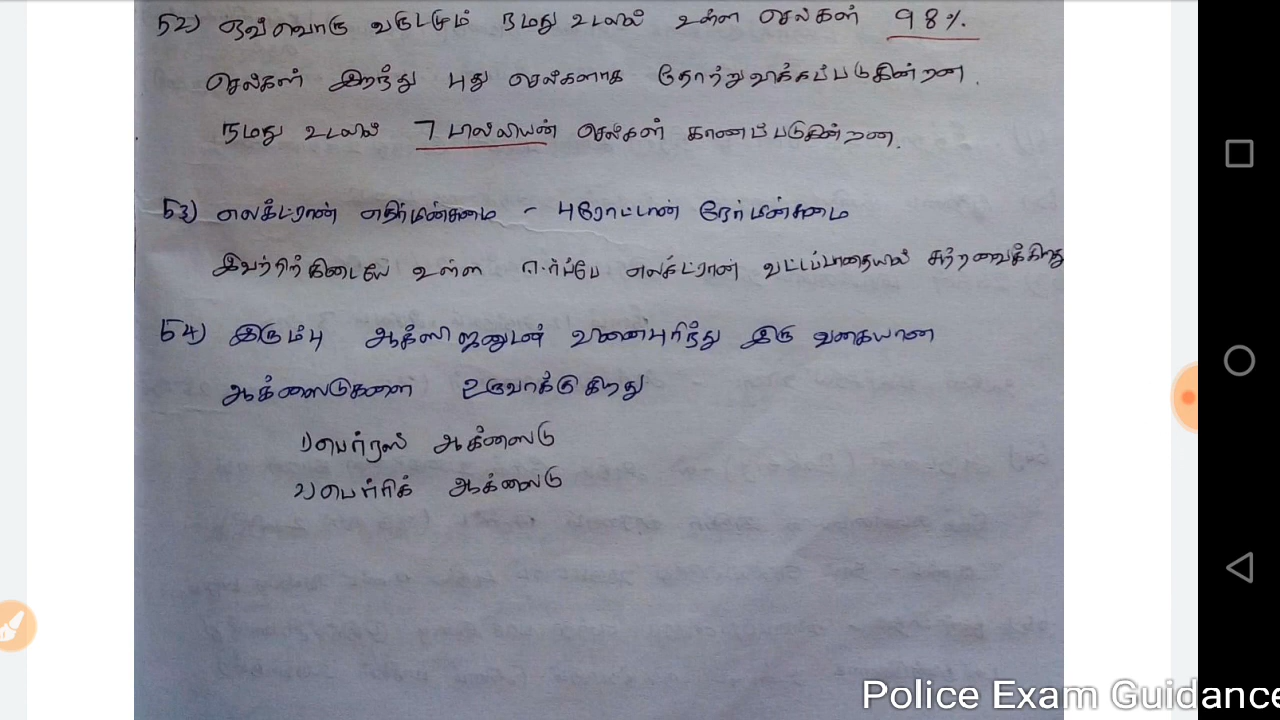 52) ஒவ்வொரு வருடமும் நமது உடலில் உள்ள செல்கள் 98%
செல்கள் இறந்து புது செல்களாக தோற்றுவாக்கப்படுகின்றன.
நமது உடலில் 7 பில்லியன் செல்கள் காணப்படுகின்றன.
53) எலக்ட்ரான் எதிர்மின்சுமை - புரோட்டான் நேர்மின்சுமை
இவற்றிற்கிடையே உள்ள ஈர்ப்பே எலக்ட்ரான் வட்டப்பாதையில் சுற்றவைக்கிறது
54) இரும்பு ஆக்ஸிஜனுடன் வினைபுரிந்து இரு வகையான
ஆக்ஸைடுகளை உருவாக்குகிறது
1) பெர்ரஸ் ஆக்ஸைடு
2) பெர்ரிக் ஆக்ஸைடு
Police Exam Guidance